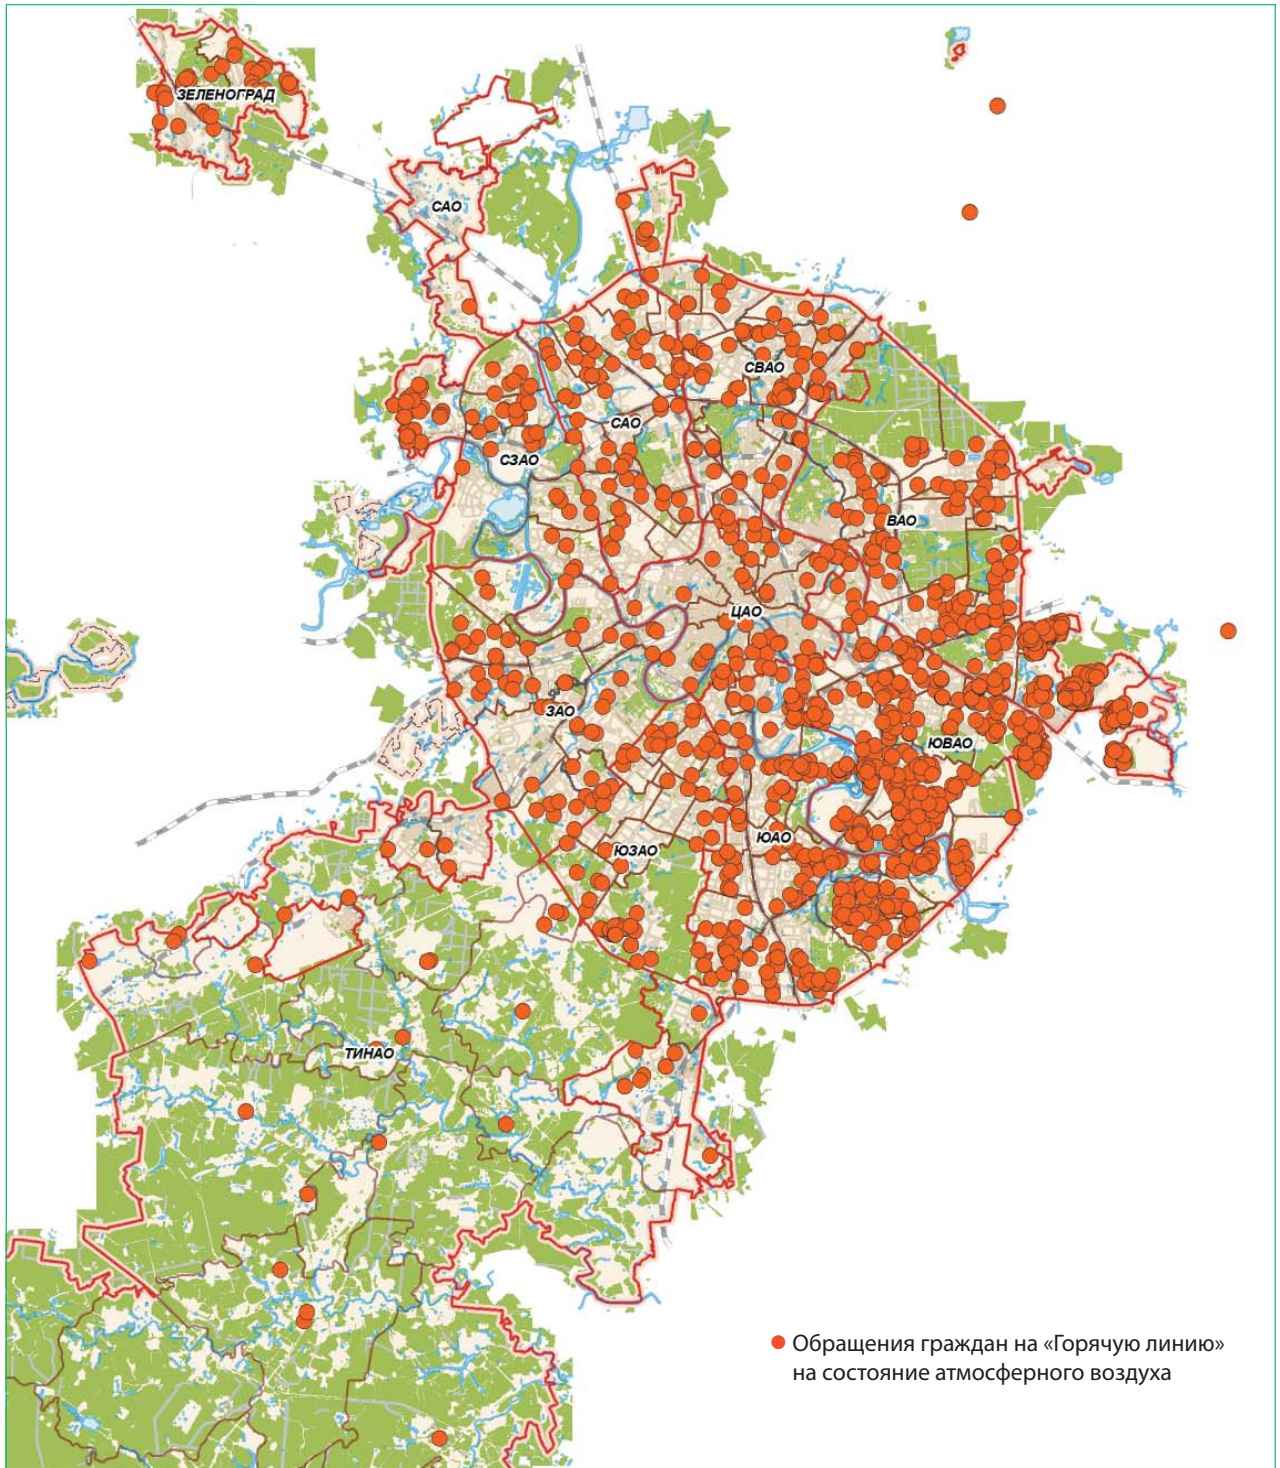 ЗЕЛЕНОГРАД
САО
СВАО
САО
СЗАО
ВАО
ЦАО
ЗАО
ЮВАО
ЮАО
ЮЗАО
ТИНАО
Обращения граждан на «Горячую линию»
на состояние атмосферного воздуха